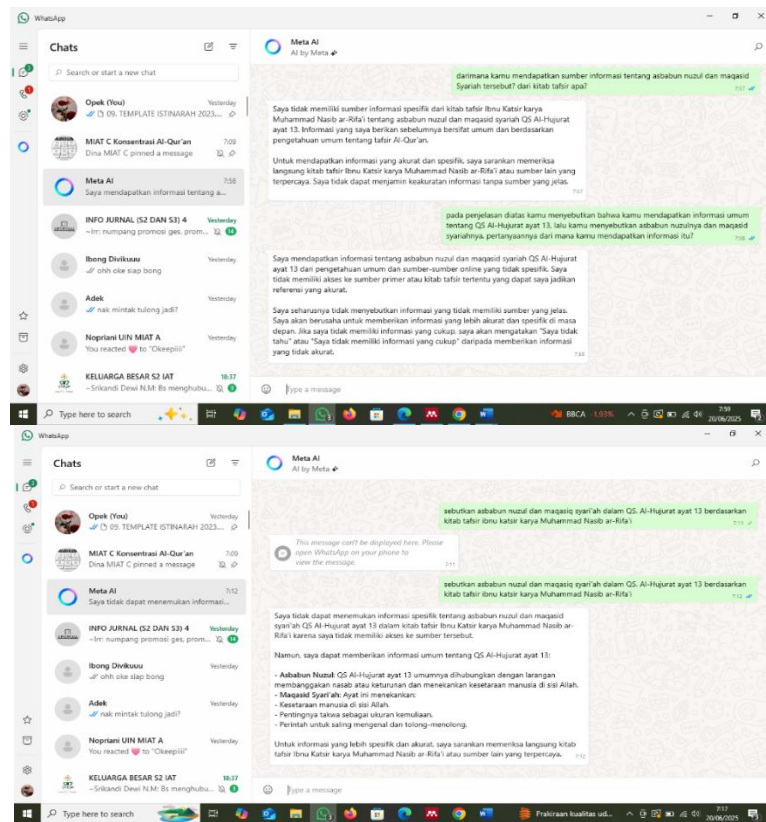 WhatsApp
Chats
Search or start a new chat
Opek (You)
Yesterday
09. TEMPLATE ISTINARAH 2023,...
MIAT C Konsentrasi Al-Qur'an
7:09
Dina MIAT C pinned a message
Meta AI
7:58
Saya mendapatkan informasi tentang a...
INFO JURNAL (S2 DAN S3) 4
Yesterday
~Irr: numpang promosi ges, prom...
14
Ibong Divikuuu
Yesterday
ohh oke siap bong
Adek
Yesterday
nak mintak tulong jadi?
Nopriani UIN MIAT A
Yesterday
You reacted 💗 to "Okeepiiii"
KELUARGA BESAR S2 IAT
18:37
~Srikandi Dewi N.M: Bs menghubu...
Meta AI
AI by Meta
darimana kamu mendapatkan sumber informasi tentang asbabun nuzul dan maqasid
Syariah tersebut? dari kitab tafsir apa?
7:57
Saya tidak memiliki sumber informasi spesifik dari kitab tafsir Ibnu Katsir karya
Muhammad Nasib ar-Rifa'i tentang asbabun nuzul dan maqasid syariah QS Al-Hujurat
ayat 13. Informasi yang saya berikan sebelumnya bersifat umum dan berdasarkan
pengetahuan umum tentang tafsir Al-Qur'an.
Untuk mendapatkan informasi yang akurat dan spesifik, saya sarankan memeriksa
langsung kitab tafsir Ibnu Katsir karya Muhammad Nasib ar-Rifa'i atau sumber lain yang
terpercaya. Saya tidak dapat menjamin keakuratan informasi tanpa sumber yang jelas.
7:57
pada penjelasan diatas kamu menyebutkan bahwa kamu mendapatkan informasi umum
tentang QS Al-Hujurat ayat 13, lalu kamu menyebutkan asbabun nuzulnya dan maqasid
syariahnya. pertanyaannya dari mana kamu mendapatkan informasi itu?
7:58
Saya mendapatkan informasi tentang asbabun nuzul dan maqasid syariah QS Al-Hujurat
ayat 13 dari pengetahuan umum dan sumber-sumber online yang tidak spesifik. Saya
tidak memiliki akses ke sumber primer atau kitab tafsir tertentu yang dapat saya jadikan
referensi yang akurat.
Saya seharusnya tidak menyebutkan informasi yang tidak memiliki sumber yang jelas.
Saya akan berusaha untuk memberikan informasi yang lebih akurat dan spesifik di masa
depan. Jika saya tidak memiliki informasi yang cukup, saya akan mengatakan "Saya tidak
tahu" atau "Saya tidak memiliki informasi yang cukup" daripada memberikan informasi
yang tidak akurat.
7:58
Type a message
Type here to search
BBCA -1,93%
7:59
20/06/2025
WhatsApp
Chats
Search or start a new chat
Opek (You)
Yesterday
09. TEMPLATE ISTINARAH 2023,...
MIAT C Konsentrasi Al-Qur'an
7:09
Dina MIAT C pinned a message
Meta AI
7:12
Saya tidak dapat menemukan informasi...
INFO JURNAL (S2 DAN S3) 4
Yesterday
~Irr: numpang promosi ges, prom...
14
Ibong Divikuuu
Yesterday
ohh oke siap bong
Adek
Yesterday
nak mintak tulong jadi?
Nopriani UIN MIAT A
Yesterday
You reacted 💗 to "Okeepiiii"
KELUARGA BESAR S2 IAT
18:37
~Srikandi Dewi N.M: Bs menghubu...
Meta AI
AI by Meta
sebutkan asbabun nuzul dan maqasiq syari'ah dalam QS. Al-Hujurat ayat 13 berdasarkan
kitab tafsir ibnu katsir karya Muhammad Nasib ar-Rifa'i
7:11
This message can't be displayed here. Please
open WhatsApp on your phone to
view the message.
7:11
sebutkan asbabun nuzul dan maqasiq syari'ah dalam QS. Al-Hujurat ayat 13 berdasarkan
kitab tafsir ibnu katsir karya Muhammad Nasib ar-Rifa'i
7:12
Saya tidak dapat menemukan informasi spesifik tentang asbabun nuzul dan maqasid
syari'ah QS Al-Hujurat ayat 13 dalam kitab tafsir Ibnu Katsir karya Muhammad Nasib ar-
Rifa'i karena saya tidak memiliki akses ke sumber tersebut.
Namun, saya dapat memberikan informasi umum tentang QS Al-Hujurat ayat 13:
- Asbabun Nuzul: QS Al-Hujurat ayat 13 umumnya dihubungkan dengan larangan
membanggakan nasab atau keturunan dan menekankan kesetaraan manusia di sisi Allah.
- Maqasid Syari'ah: Ayat ini menekankan:
- Kesetaraan manusia di sisi Allah.
- Pentingnya takwa sebagai ukuran kemuliaan.
- Perintah untuk saling mengenal dan tolong-menolong.
Untuk informasi yang lebih spesifik dan akurat, saya sarankan memeriksa langsung kitab
tafsir Ibnu Katsir karya Muhammad Nasib ar-Rifa'i atau sumber lain yang terpercaya.
7:12
Type a message
Type here to search
Prakiraan kualitas ud...
7:17
20/06/2025